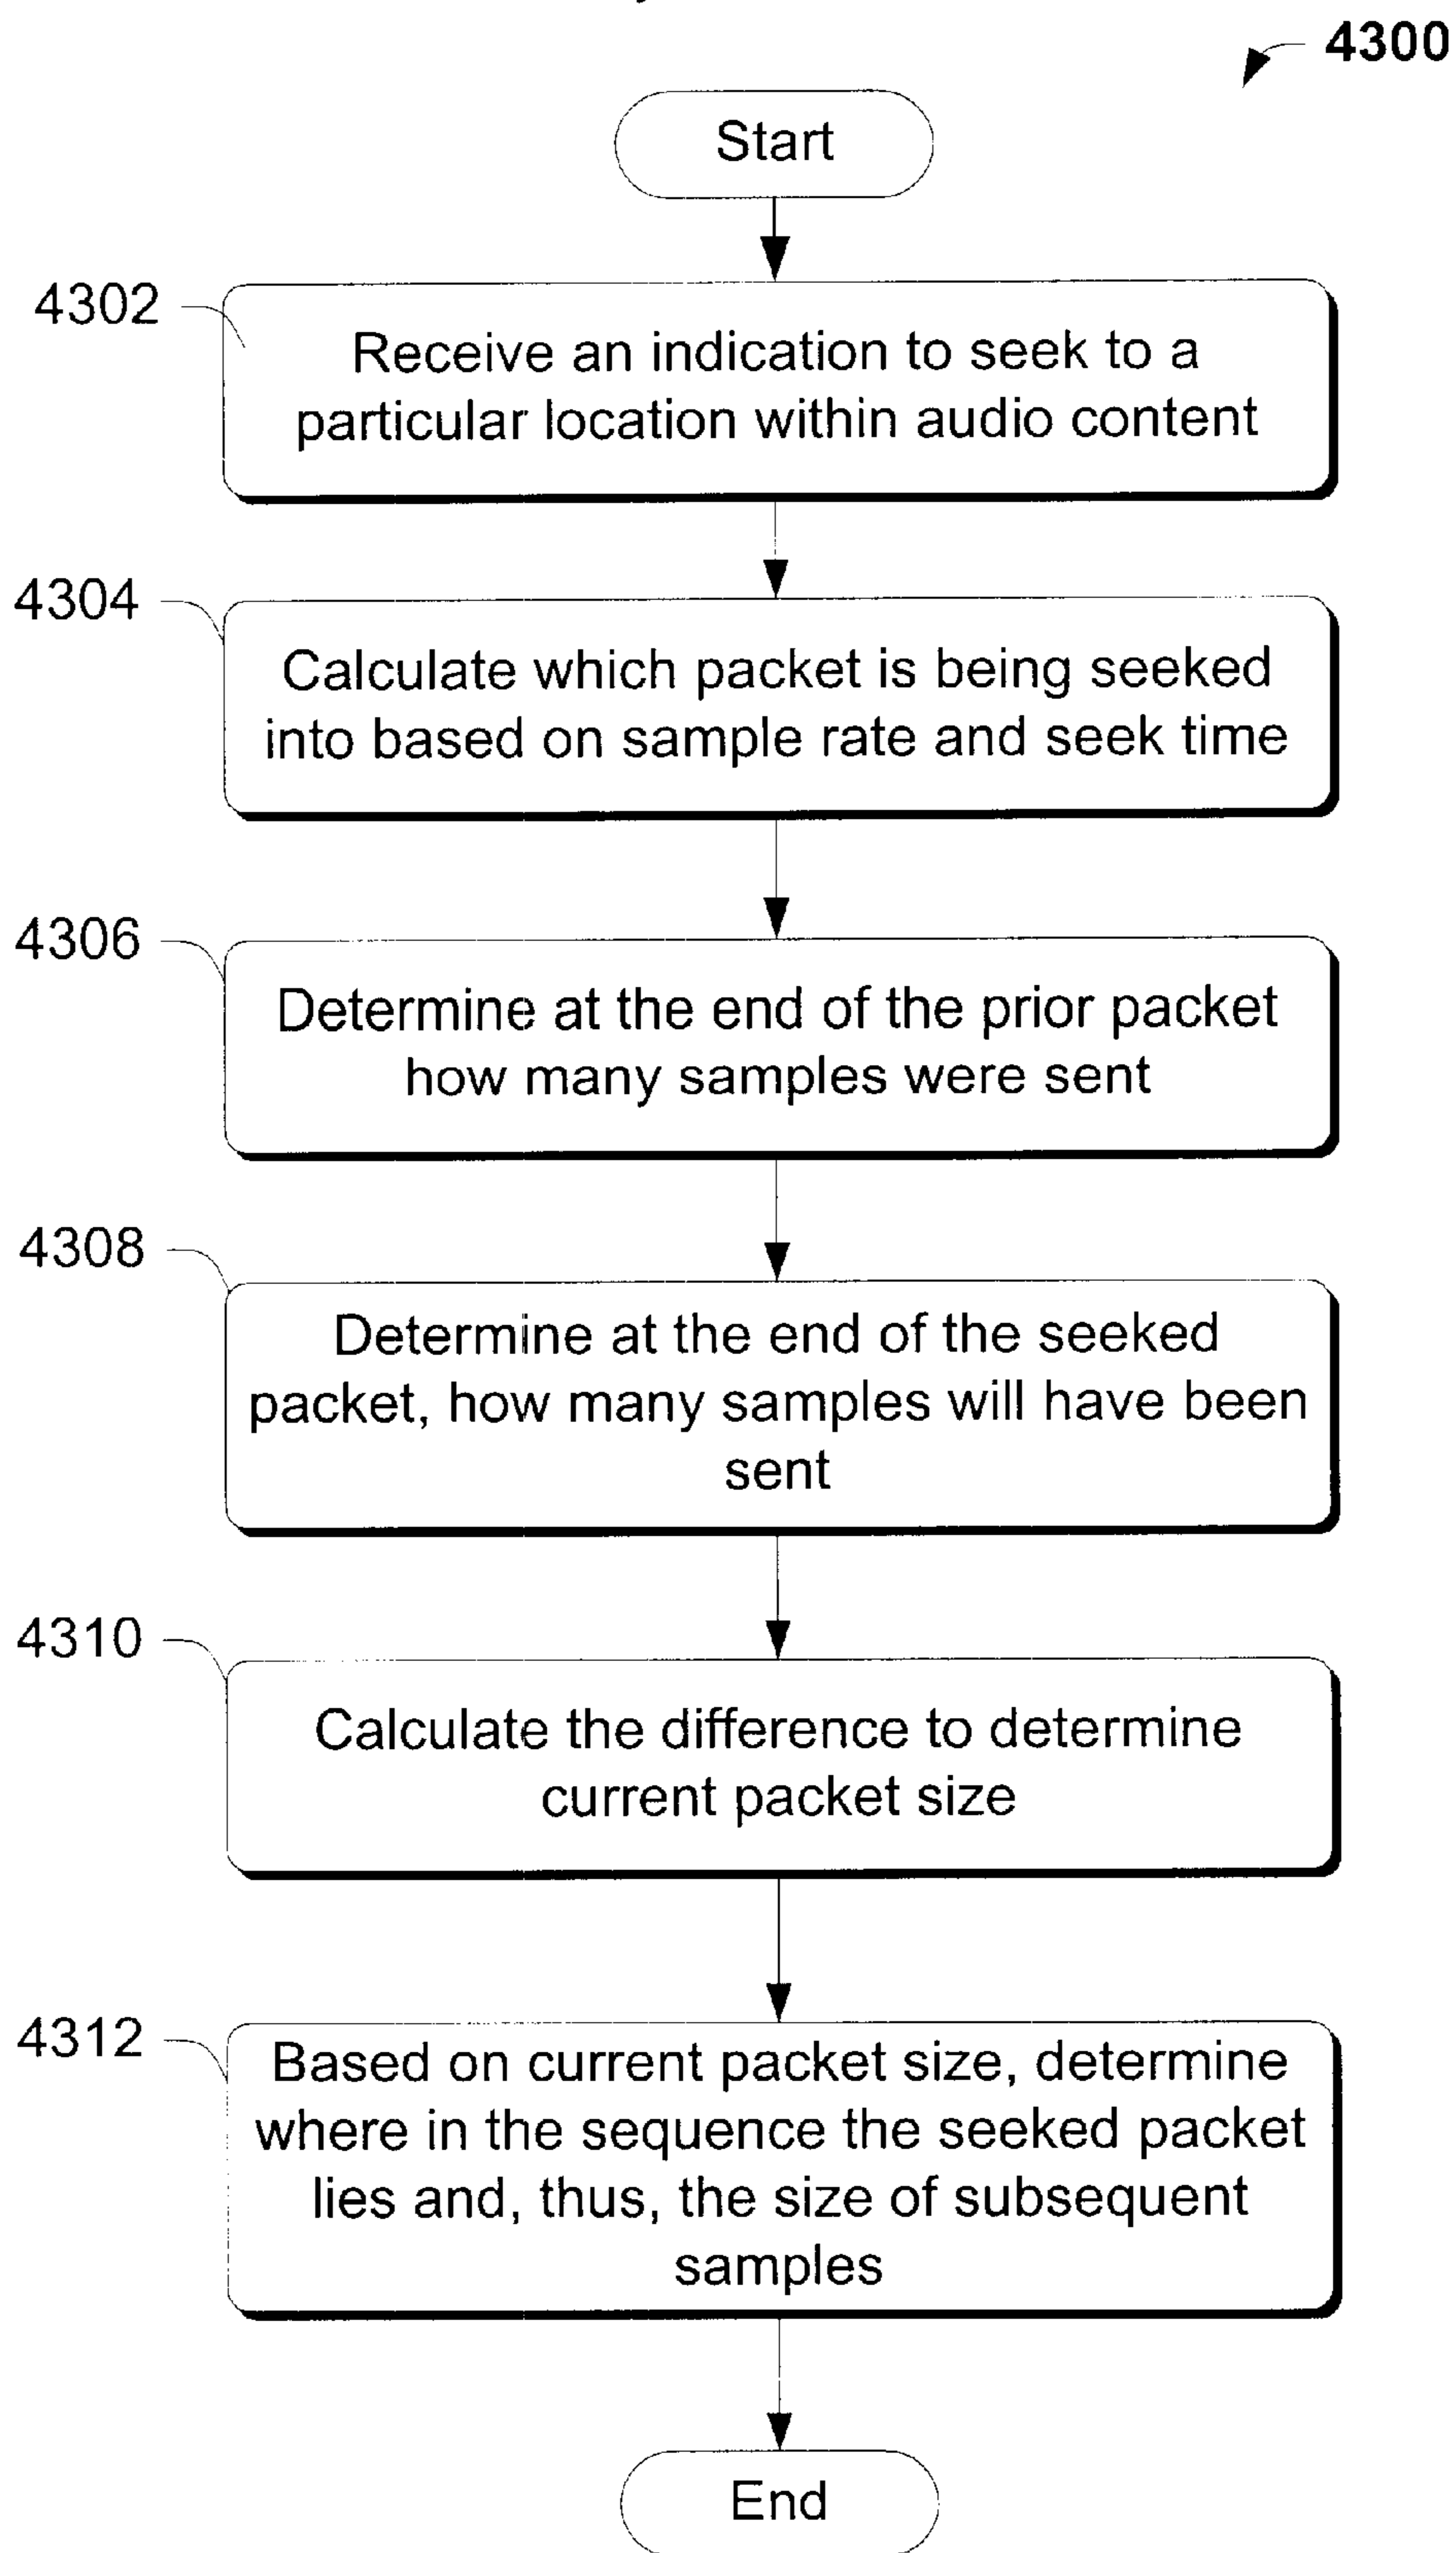 4300
Start
4302
Receive an indication to seek to a
particular location within audio content
4304
Calculate which packet is being seeked
into based on sample rate and seek time
4306
Determine at the end of the prior packet
how many samples were sent
4308
Determine at the end of the seeked
packet, how many samples will have been
sent
4310
Calculate the difference to determine
current packet size
4312
Based on current packet size, determine
where in the sequence the seeked packet
lies and, thus, the size of subsequent
samples
End